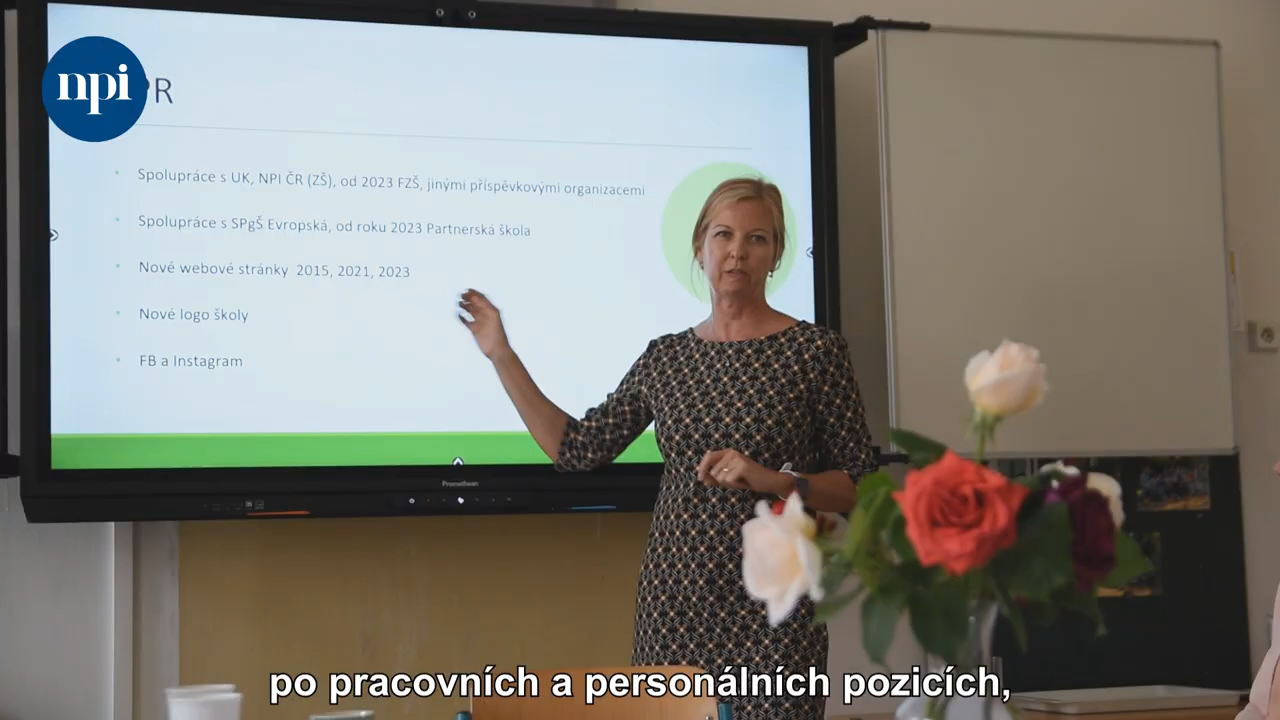 npi
PR
Spolupráce s UK, NPI ČR (ZŠ), od 2023 FZŠ, jinými příspěvkovými organizacemi
Spolupráce s SPgŠ Evropská, od roku 2023 Partnerská škola
Nové webové stránky 2015, 2021, 2023
Nové logo školy
FB a Instagram
Promethean
po pracovních a personálních pozicích,